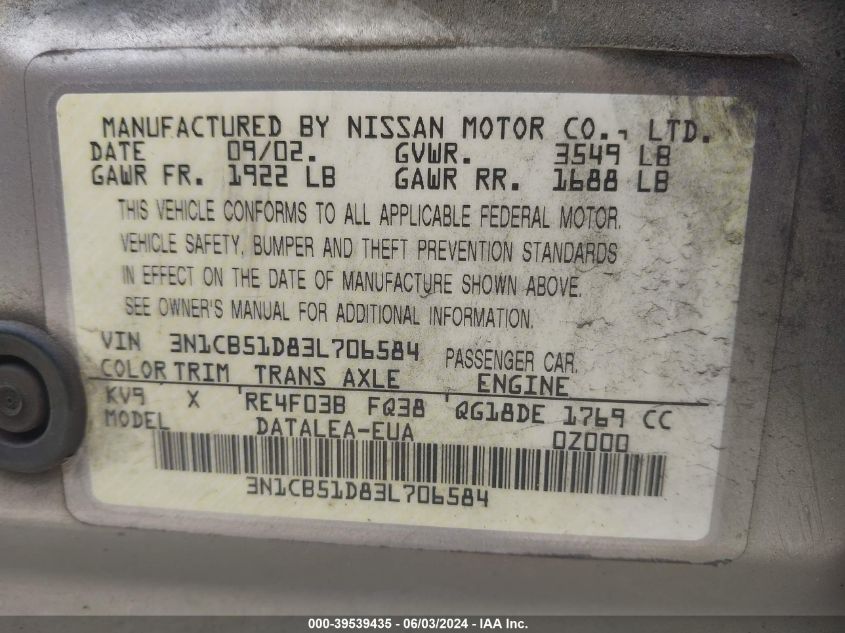 MANUFACTURED BY NISSAN MOTOR CO., LTD.
DATE 09/02. GVWR. 3549 LB
GAWR FR. 1922 LB GAWR RR. 1688 LB
THIS VEHICLE CONFORMS TO ALL APPLICABLE FEDERAL MOTOR.
VEHICLE SAFETY, BUMPER AND THEFT PREVENTION STANDARDS
IN EFFECT ON THE DATE OF MANUFACTURE SHOWN ABOVE.
SEE OWNER'S MANUAL FOR ADDITIONAL INFORMATION.
VIN 3N1CB51D83L706584 PASSENGER CAR.
COLOR TRIM TRANS AXLE ENGINE
KV9 X RE4F03B FQ38 QG18DE 1769 CC
MODEL DATALEA-EUA 0Z000
3N1CB51D83L706584
000-39539435 - 06/03/2024 - IAA Inc.